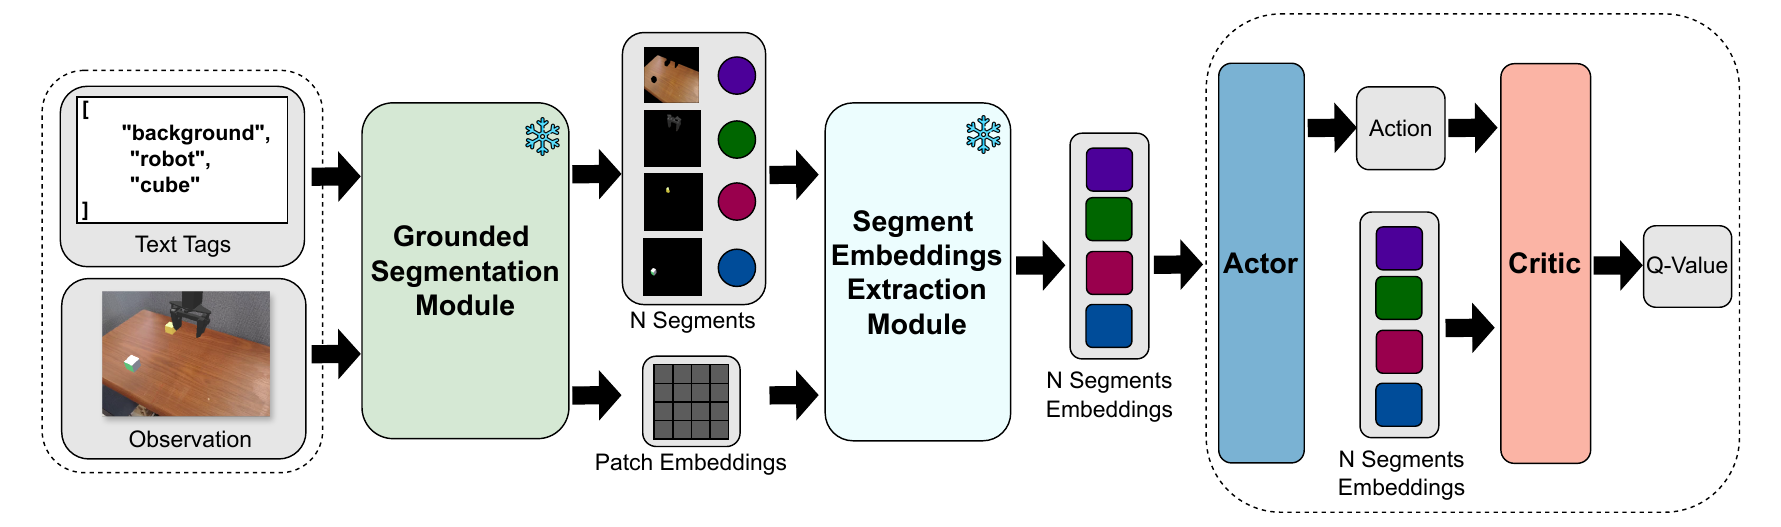 [
"background",
"robot",
"cube"
]
Text Tags
Observation
Grounded
Segmentation
Module
N Segments
Patch Embeddings
Segment
Embeddings
Extraction
Module
N Segments
Embeddings
Actor
Action
N Segments
Embeddings
Critic
Q-Value